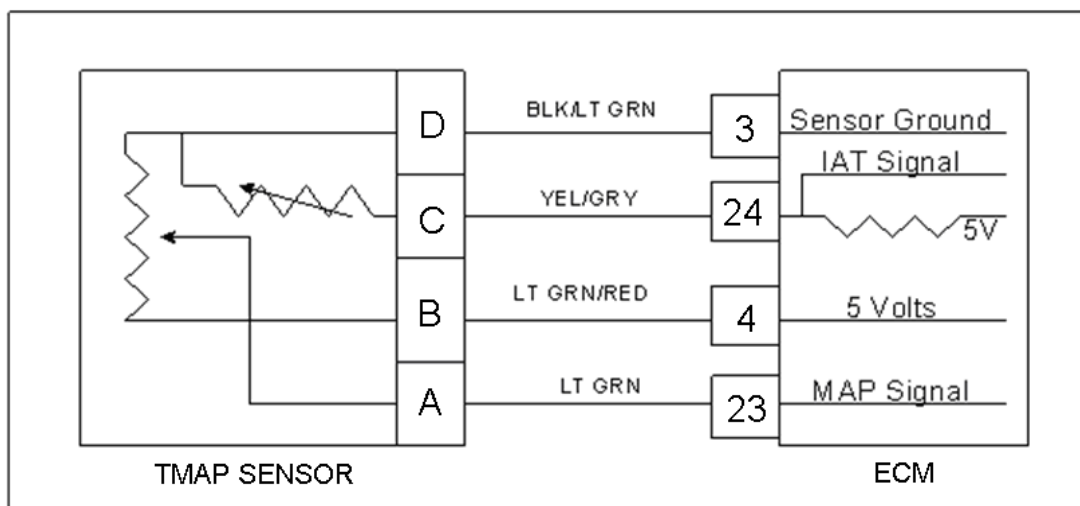 D
BLK/LT GRN
3
Sensor Ground
IAT Signal
C
YEL/GRY
24
5V
B
LT GRN/RED
4
5 Volts
A
LT GRN
23
MAP Signal
TMAP SENSOR
ECM